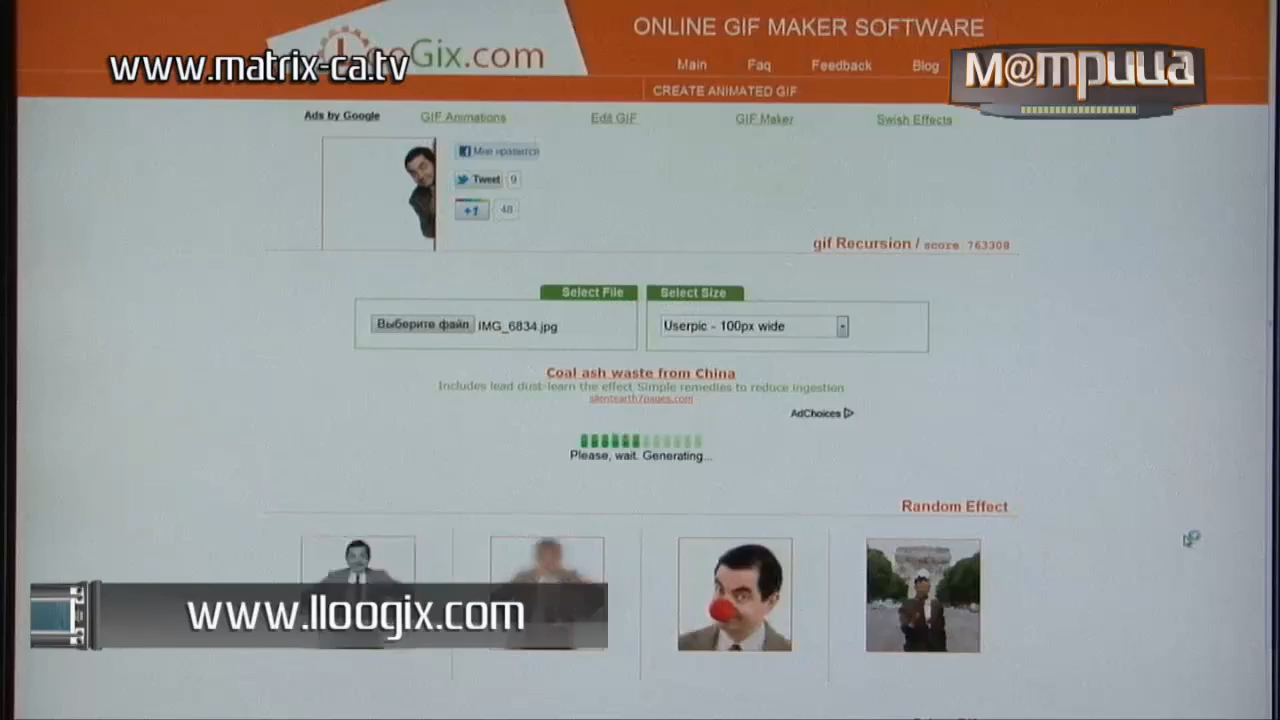 ONLINE GIF MAKER SOFTWARE
LlooGix.com
www.matrix-ca.tv
М@трица
Main Faq Feedback Blog
CREATE ANIMATED GIF
Ads by Google GIF Animations Edit GIF GIF Maker Swish Effects
Мне нравится
Tweet 9
+1 48
gif Recursion / score 763308
Select File Select Size
Выберите файл IMG_6834.jpg Userpic - 100px wide
Coal ash waste from China
Includes lead dust-learn the effect Simple remedies to reduce ingestion
AdChoices
Please, wait. Generating...
Random Effect
www.lloogix.com